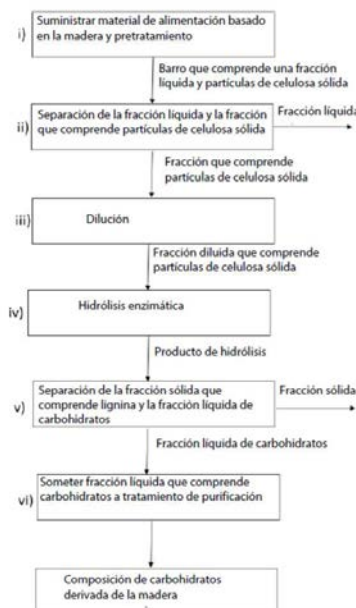 i)
Suministrar material de alimentación basado
en la madera y pretratamiento
Barro que comprende una fracción
líquida y partículas de celulosa sólida
ii)
Separación de la fracción líquida y la fracción
que comprende partículas de celulosa sólida
Fracción líquida
Fracción que comprende
partículas de celulosa sólida
iii)
Dilución
Fracción diluida que comprende
partículas de celulosa sólida
iv)
Hidrólisis enzimática
Producto de hidrólisis
v)
Separación de la fracción sólida que
comprende lignina y la fracción líquida de
carbohidratos
Fracción sólida
Fracción líquida de carbohidratos
vi)
Someter fracción líquida que comprende
carbohidratos a tratamiento de purificación
Composición de carbohidratos
derivada de la madera